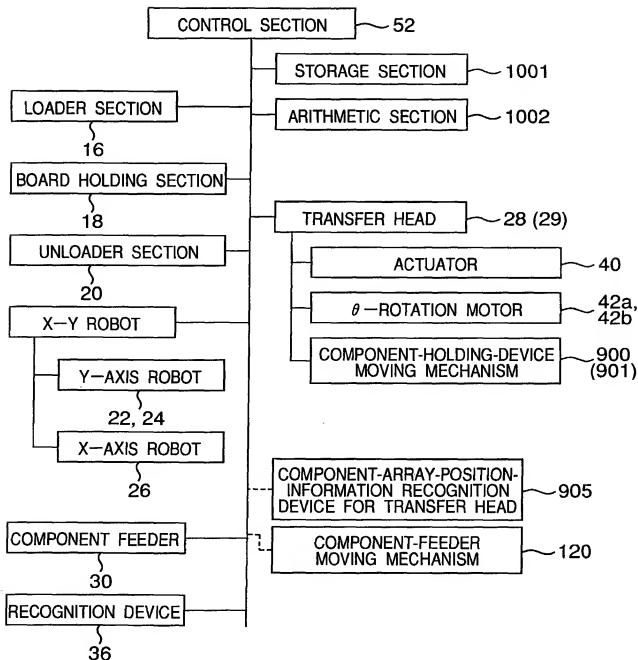 CONTROL SECTION
52
STORAGE SECTION
1001
LOADER SECTION
16
ARITHMETIC SECTION
1002
BOARD HOLDING SECTION
18
TRANSFER HEAD
28 (29)
UNLOADER SECTION
20
ACTUATOR
40
X-Y ROBOT
θ-ROTATION MOTOR
42a,
42b
Y-AXIS ROBOT
22, 24
COMPONENT-HOLDING-DEVICE
MOVING MECHANISM
900
(901)
X-AXIS ROBOT
26
COMPONENT-ARRAY-POSITION-
INFORMATION RECOGNITION
DEVICE FOR TRANSFER HEAD
905
COMPONENT FEEDER
30
COMPONENT-FEEDER
MOVING MECHANISM
120
RECOGNITION DEVICE
36